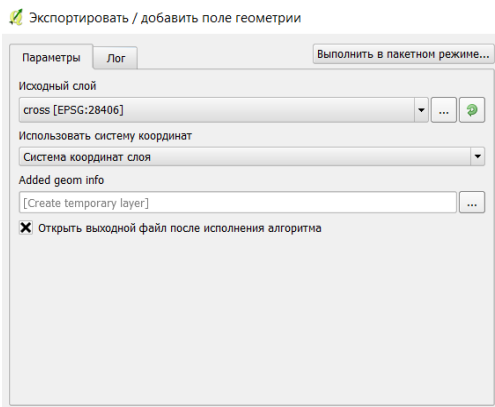 Экспортировать / добавить поле геометрии
Параметры Лог Выполнить в пакетном режиме...
Исходный слой
cross [EPSG:28406] ...
Использовать систему координат
Система координат слоя
Added geom info
[Create temporary layer] ...
Открыть выходной файл после исполнения алгоритма